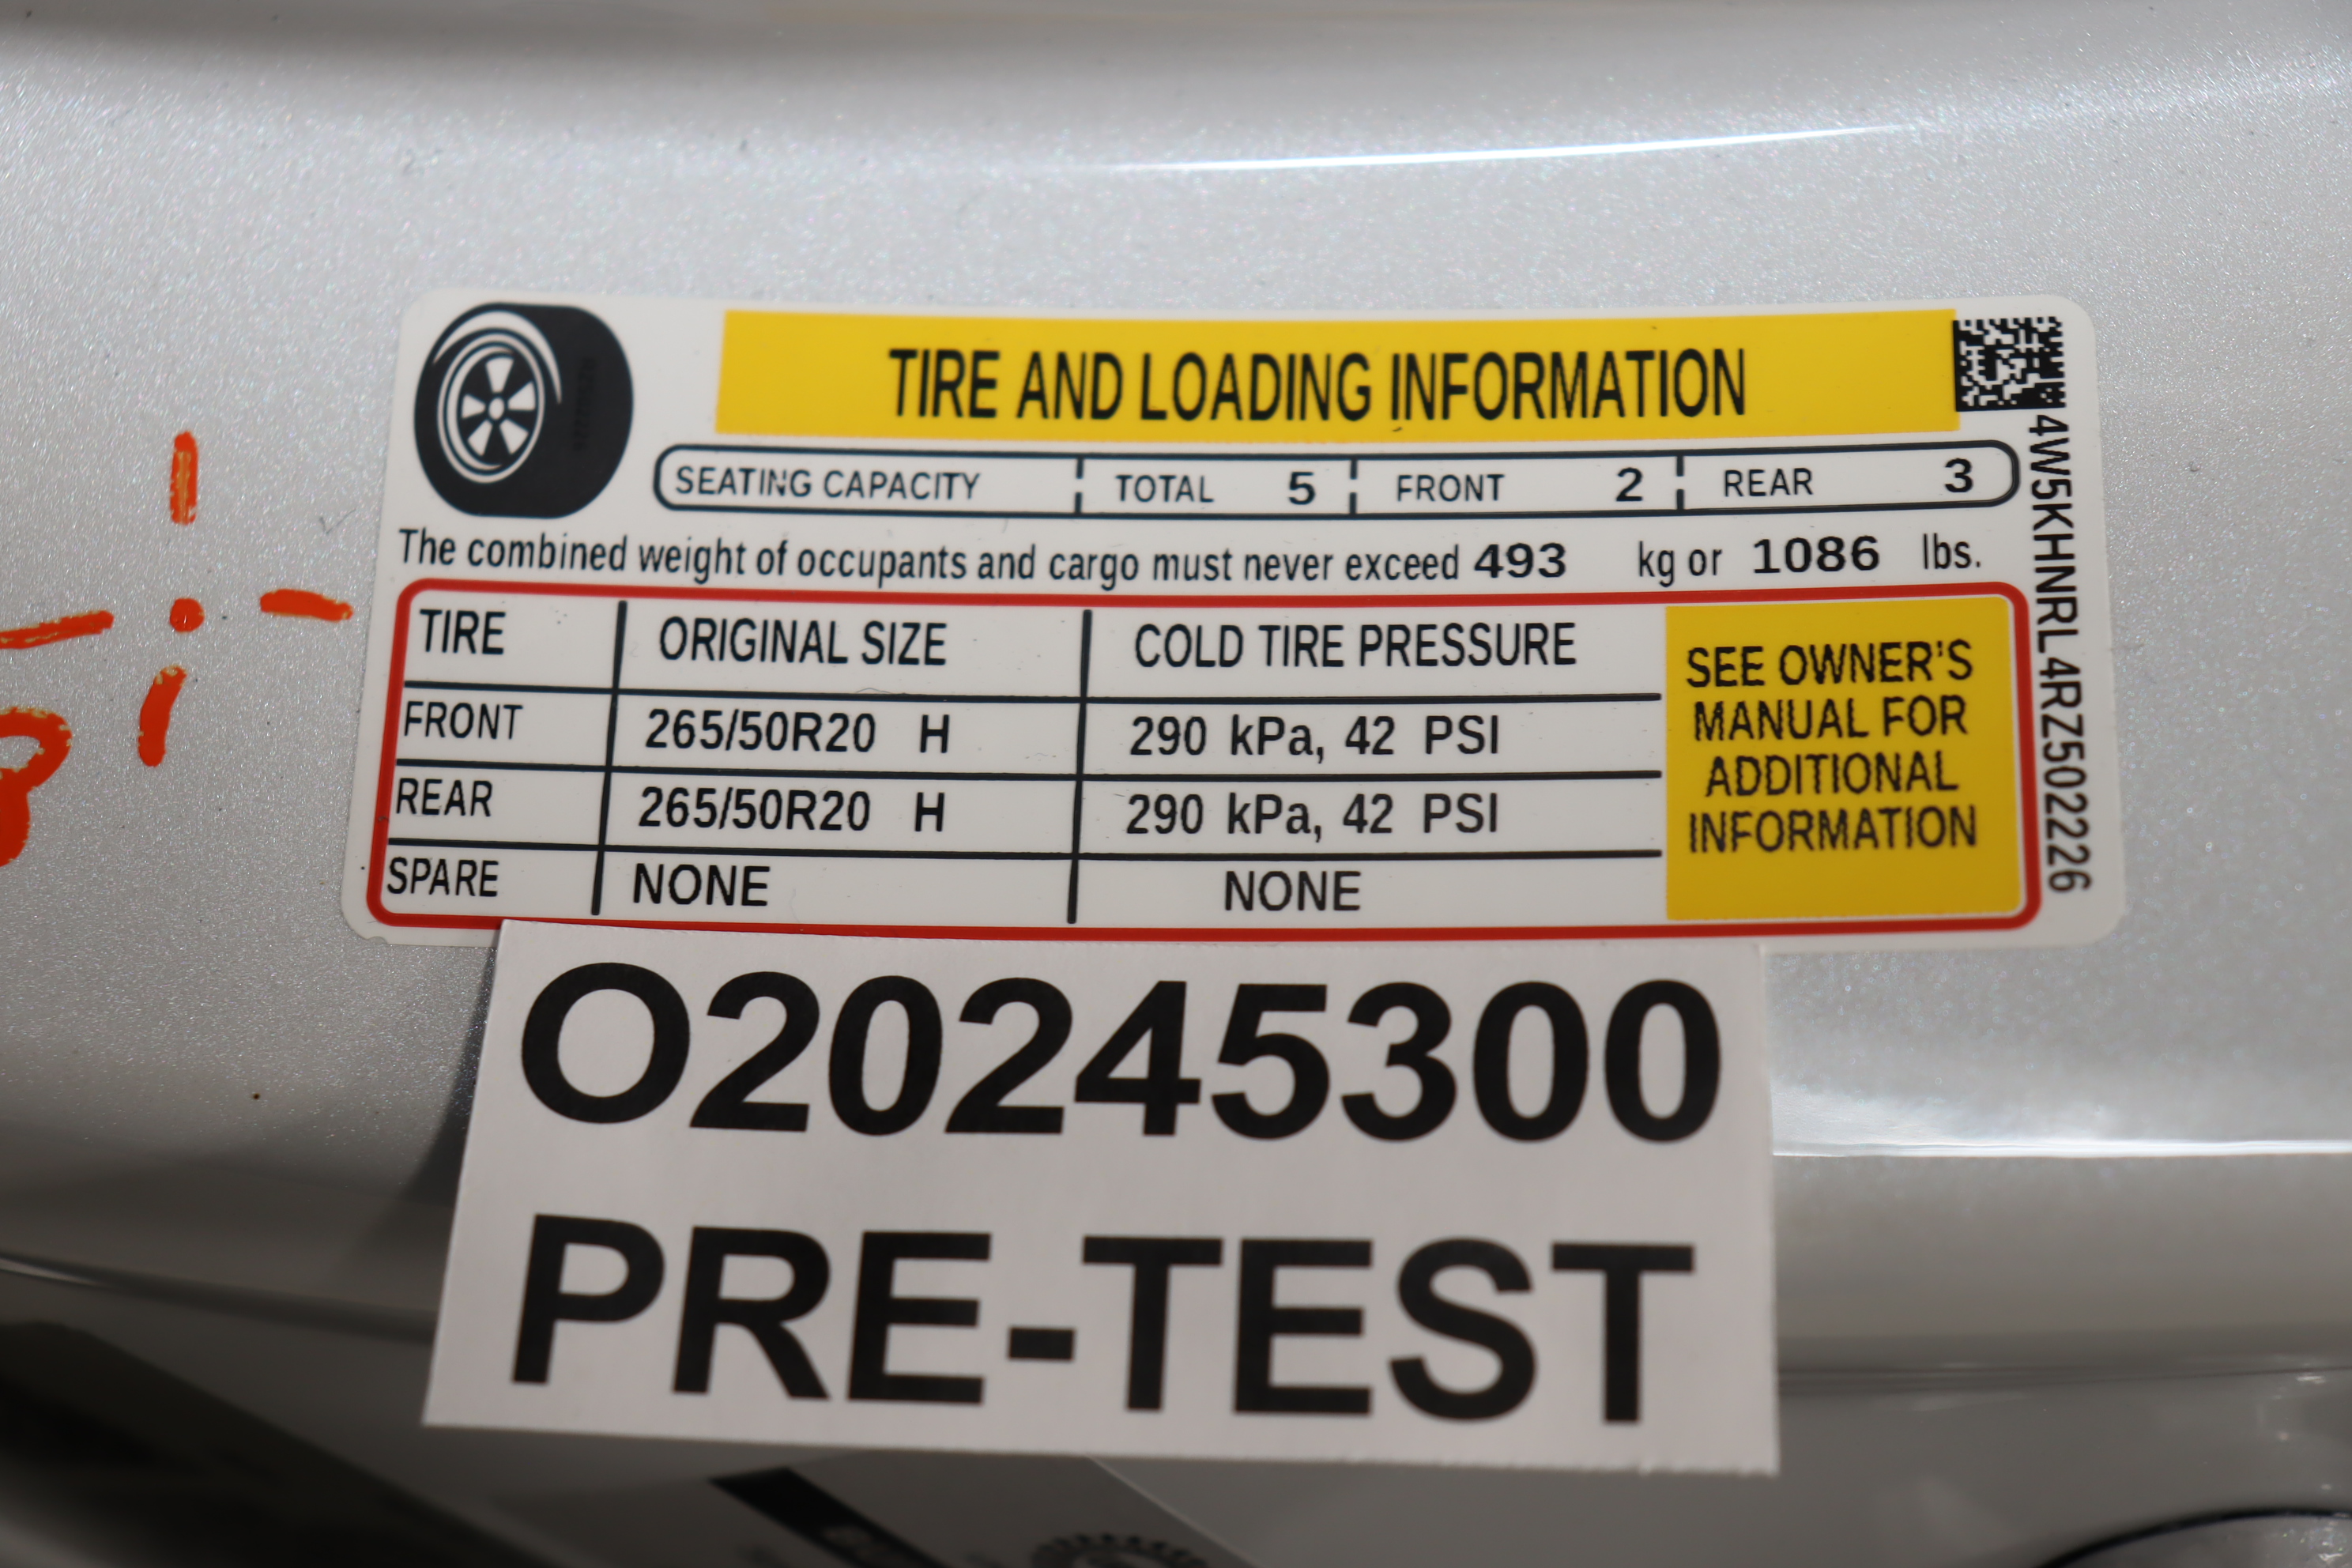 TIRE AND LOADING INFORMATION
SEATING CAPACITY TOTAL 5 FRONT 2 REAR 3
The combined weight of occupants and cargo must never exceed 493 kg or 1086 lbs.
TIRE ORIGINAL SIZE COLD TIRE PRESSURE
FRONT 265/50R20 H 290 kPa, 42 PSI
REAR 265/50R20 H 290 kPa, 42 PSI
SPARE NONE NONE
SEE OWNER'S
MANUAL FOR
ADDITIONAL
INFORMATION
4W5KHNRL4RZ502226
O20245300
PRE-TEST